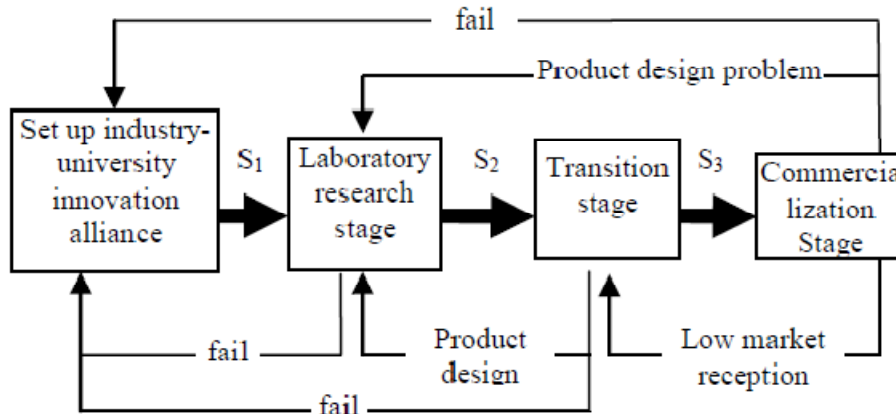 fail
Product design problem
Set up industry-
university
innovation
alliance
S1
Laboratory
research
stage
S2
Transition
stage
S3
Commercia
lization
Stage
fail
Product
design
Low market
reception
fail